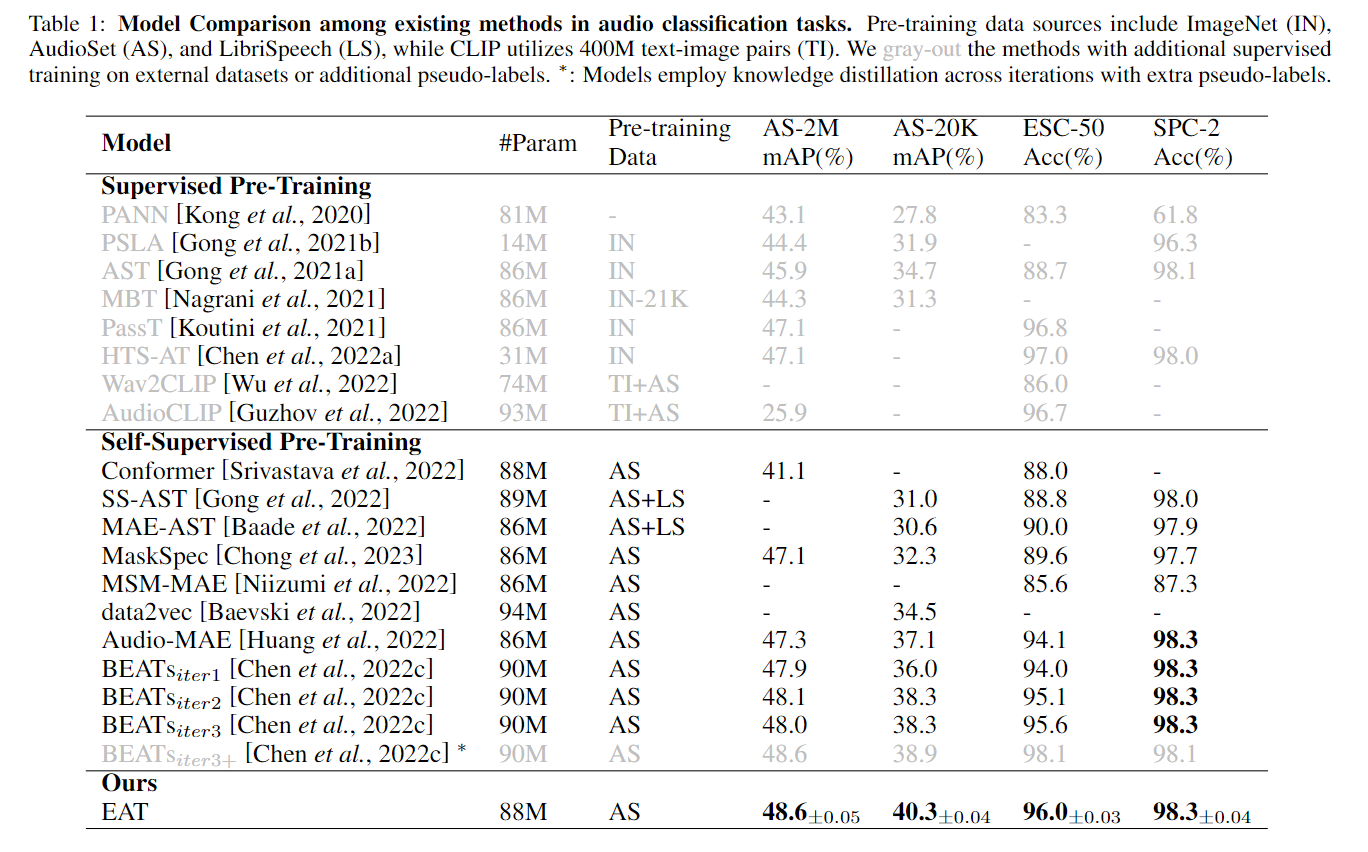 Table 1: Model Comparison among existing methods in audio classification tasks. Pre-training data sources include ImageNet (IN),
AudioSet (AS), and LibriSpeech (LS), while CLIP utilizes 400M text-image pairs (TI). We gray-out the methods with additional supervised
training on external datasets or additional pseudo-labels. *: Models employ knowledge distillation across iterations with extra pseudo-labels.
Model #Param Pre-training Data AS-2M mAP(%) AS-20K mAP(%) ESC-50 Acc(%) SPC-2 Acc(%)
Supervised Pre-Training
PANN [Kong et al., 2020] 81M - 43.1 27.8 83.3 61.8
PSLA [Gong et al., 2021b] 14M IN 44.4 31.9 - 96.3
AST [Gong et al., 2021a] 86M IN 45.9 34.7 88.7 98.1
MBT [Nagrani et al., 2021] 86M IN-21K 44.3 31.3 - -
PassT [Koutini et al., 2021] 86M IN 47.1 - 96.8 -
HTS-AT [Chen et al., 2022a] 31M IN 47.1 - 97.0 98.0
Wav2CLIP [Wu et al., 2022] 74M TI+AS - - 86.0 -
AudioCLIP [Guzhov et al., 2022] 93M TI+AS 25.9 - 96.7 -
Self-Supervised Pre-Training
Conformer [Srivastava et al., 2022] 88M AS 41.1 - 88.0 -
SS-AST [Gong et al., 2022] 89M AS+LS - 31.0 88.8 98.0
MAE-AST [Baade et al., 2022] 86M AS+LS - 30.6 90.0 97.9
MaskSpec [Chong et al., 2023] 86M AS 47.1 32.3 89.6 97.7
MSM-MAE [Niizumi et al., 2022] 86M AS - - 85.6 87.3
data2vec [Baevski et al., 2022] 94M AS - 34.5 - -
Audio-MAE [Huang et al., 2022] 86M AS 47.3 37.1 94.1 98.3
BEATsiter1 [Chen et al., 2022c] 90M AS 47.9 36.0 94.0 98.3
BEATsiter2 [Chen et al., 2022c] 90M AS 48.1 38.3 95.1 98.3
BEATsiter3 [Chen et al., 2022c] 90M AS 48.0 38.3 95.6 98.3
BEATsiter3+ [Chen et al., 2022c] * 90M AS 48.6 38.9 98.1 98.1
Ours
EAT 88M AS 48.6±0.05 40.3±0.04 96.0±0.03 98.3±0.04